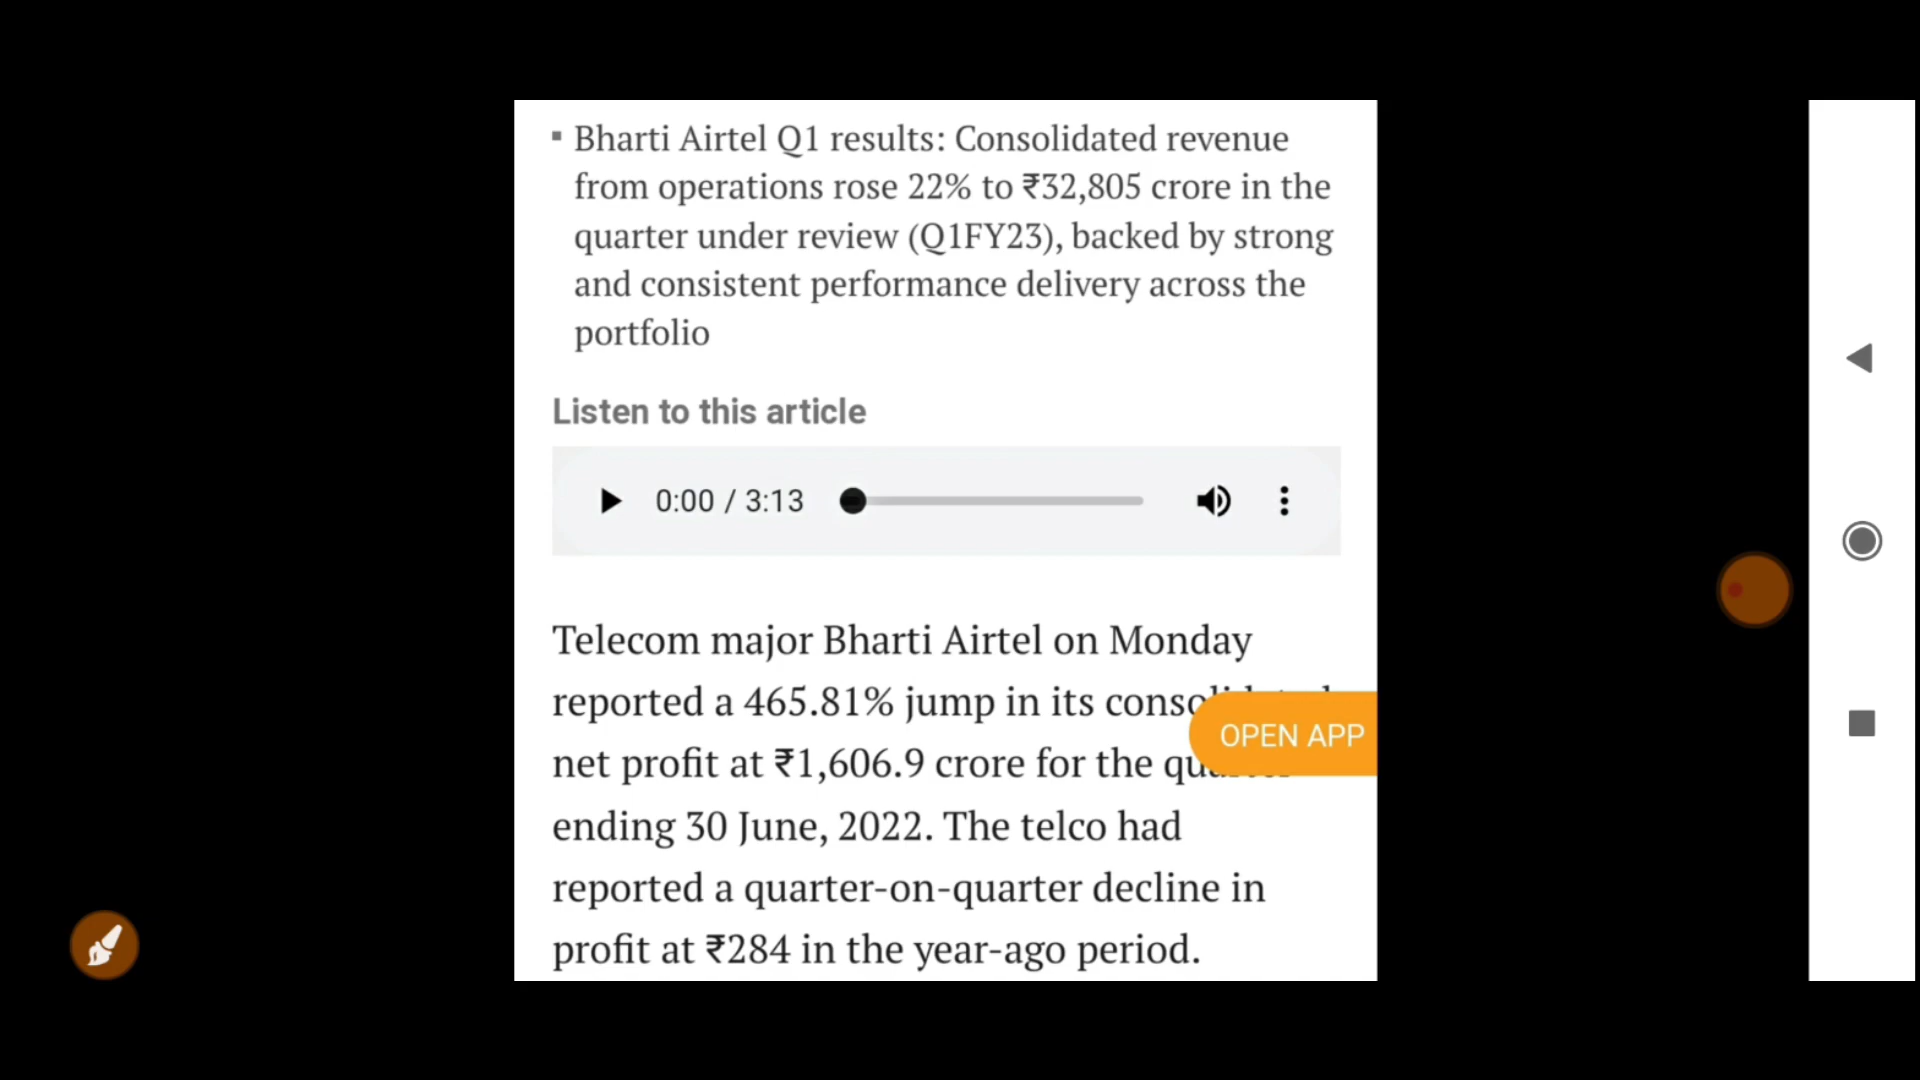 Bharti Airtel Q1 results: Consolidated revenue
from operations rose 22% to ₹32,805 crore in the
quarter under review (Q1FY23), backed by strong
and consistent performance delivery across the
portfolio
Listen to this article
0:00 / 3:13
Telecom major Bharti Airtel on Monday
reported a 465.81% jump in its consolidated
OPEN APP
net profit at ₹1,606.9 crore for the quarter
ending 30 June, 2022. The telco had
reported a quarter-on-quarter decline in
profit at ₹284 in the year-ago period.